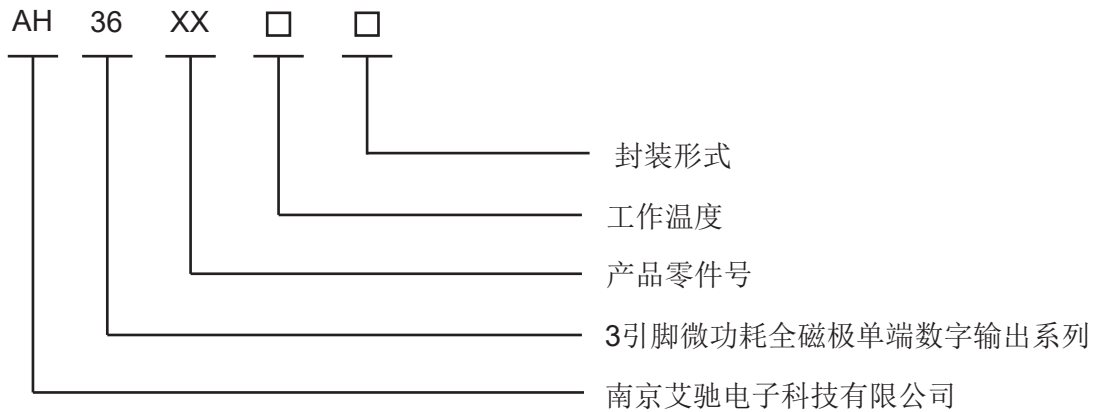 AH 36 XX □ □
封装形式
工作温度
产品零件号
3引脚微功耗全磁极单端数字输出系列
南京艾驰电子科技有限公司